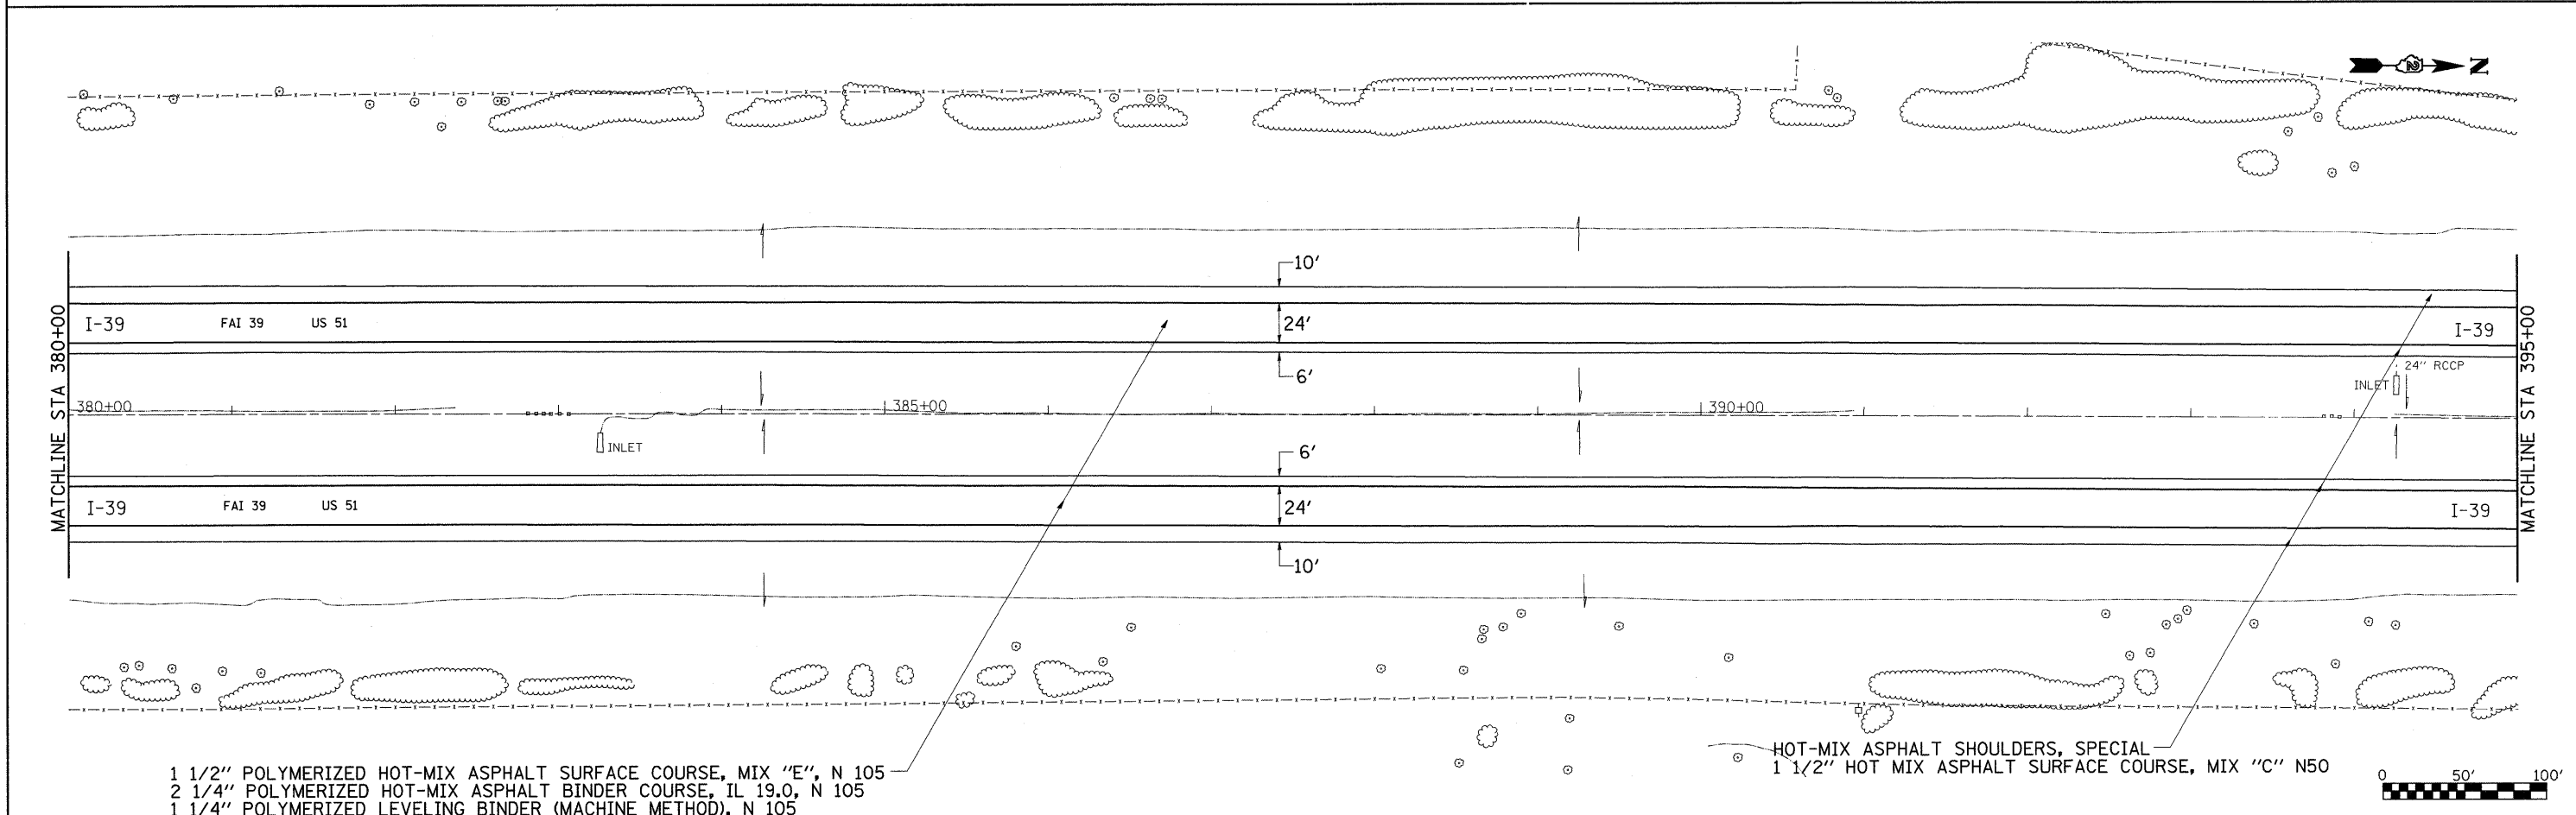 N
10'
24'
6'
I-39 FAI 39 US 51 I-39
MATCHLINE STA 380+00
MATCHLINE STA 395+00
24" RCCP
INLET
380+00 385+00 390+00
INLET
6'
24'
10'
I-39 FAI 39 US 51 I-39
1 1/2" POLYMERIZED HOT-MIX ASPHALT SURFACE COURSE, MIX "E", N 105
2 1/4" POLYMERIZED HOT-MIX ASPHALT BINDER COURSE, IL 19.0, N 105
1 1/4" POLYMERIZED LEVELING BINDER (MACHINE METHOD), N 105
HOT-MIX ASPHALT SHOULDERS, SPECIAL
1 1/2" HOT MIX ASPHALT SURFACE COURSE, MIX "C" N50
0 50' 100'